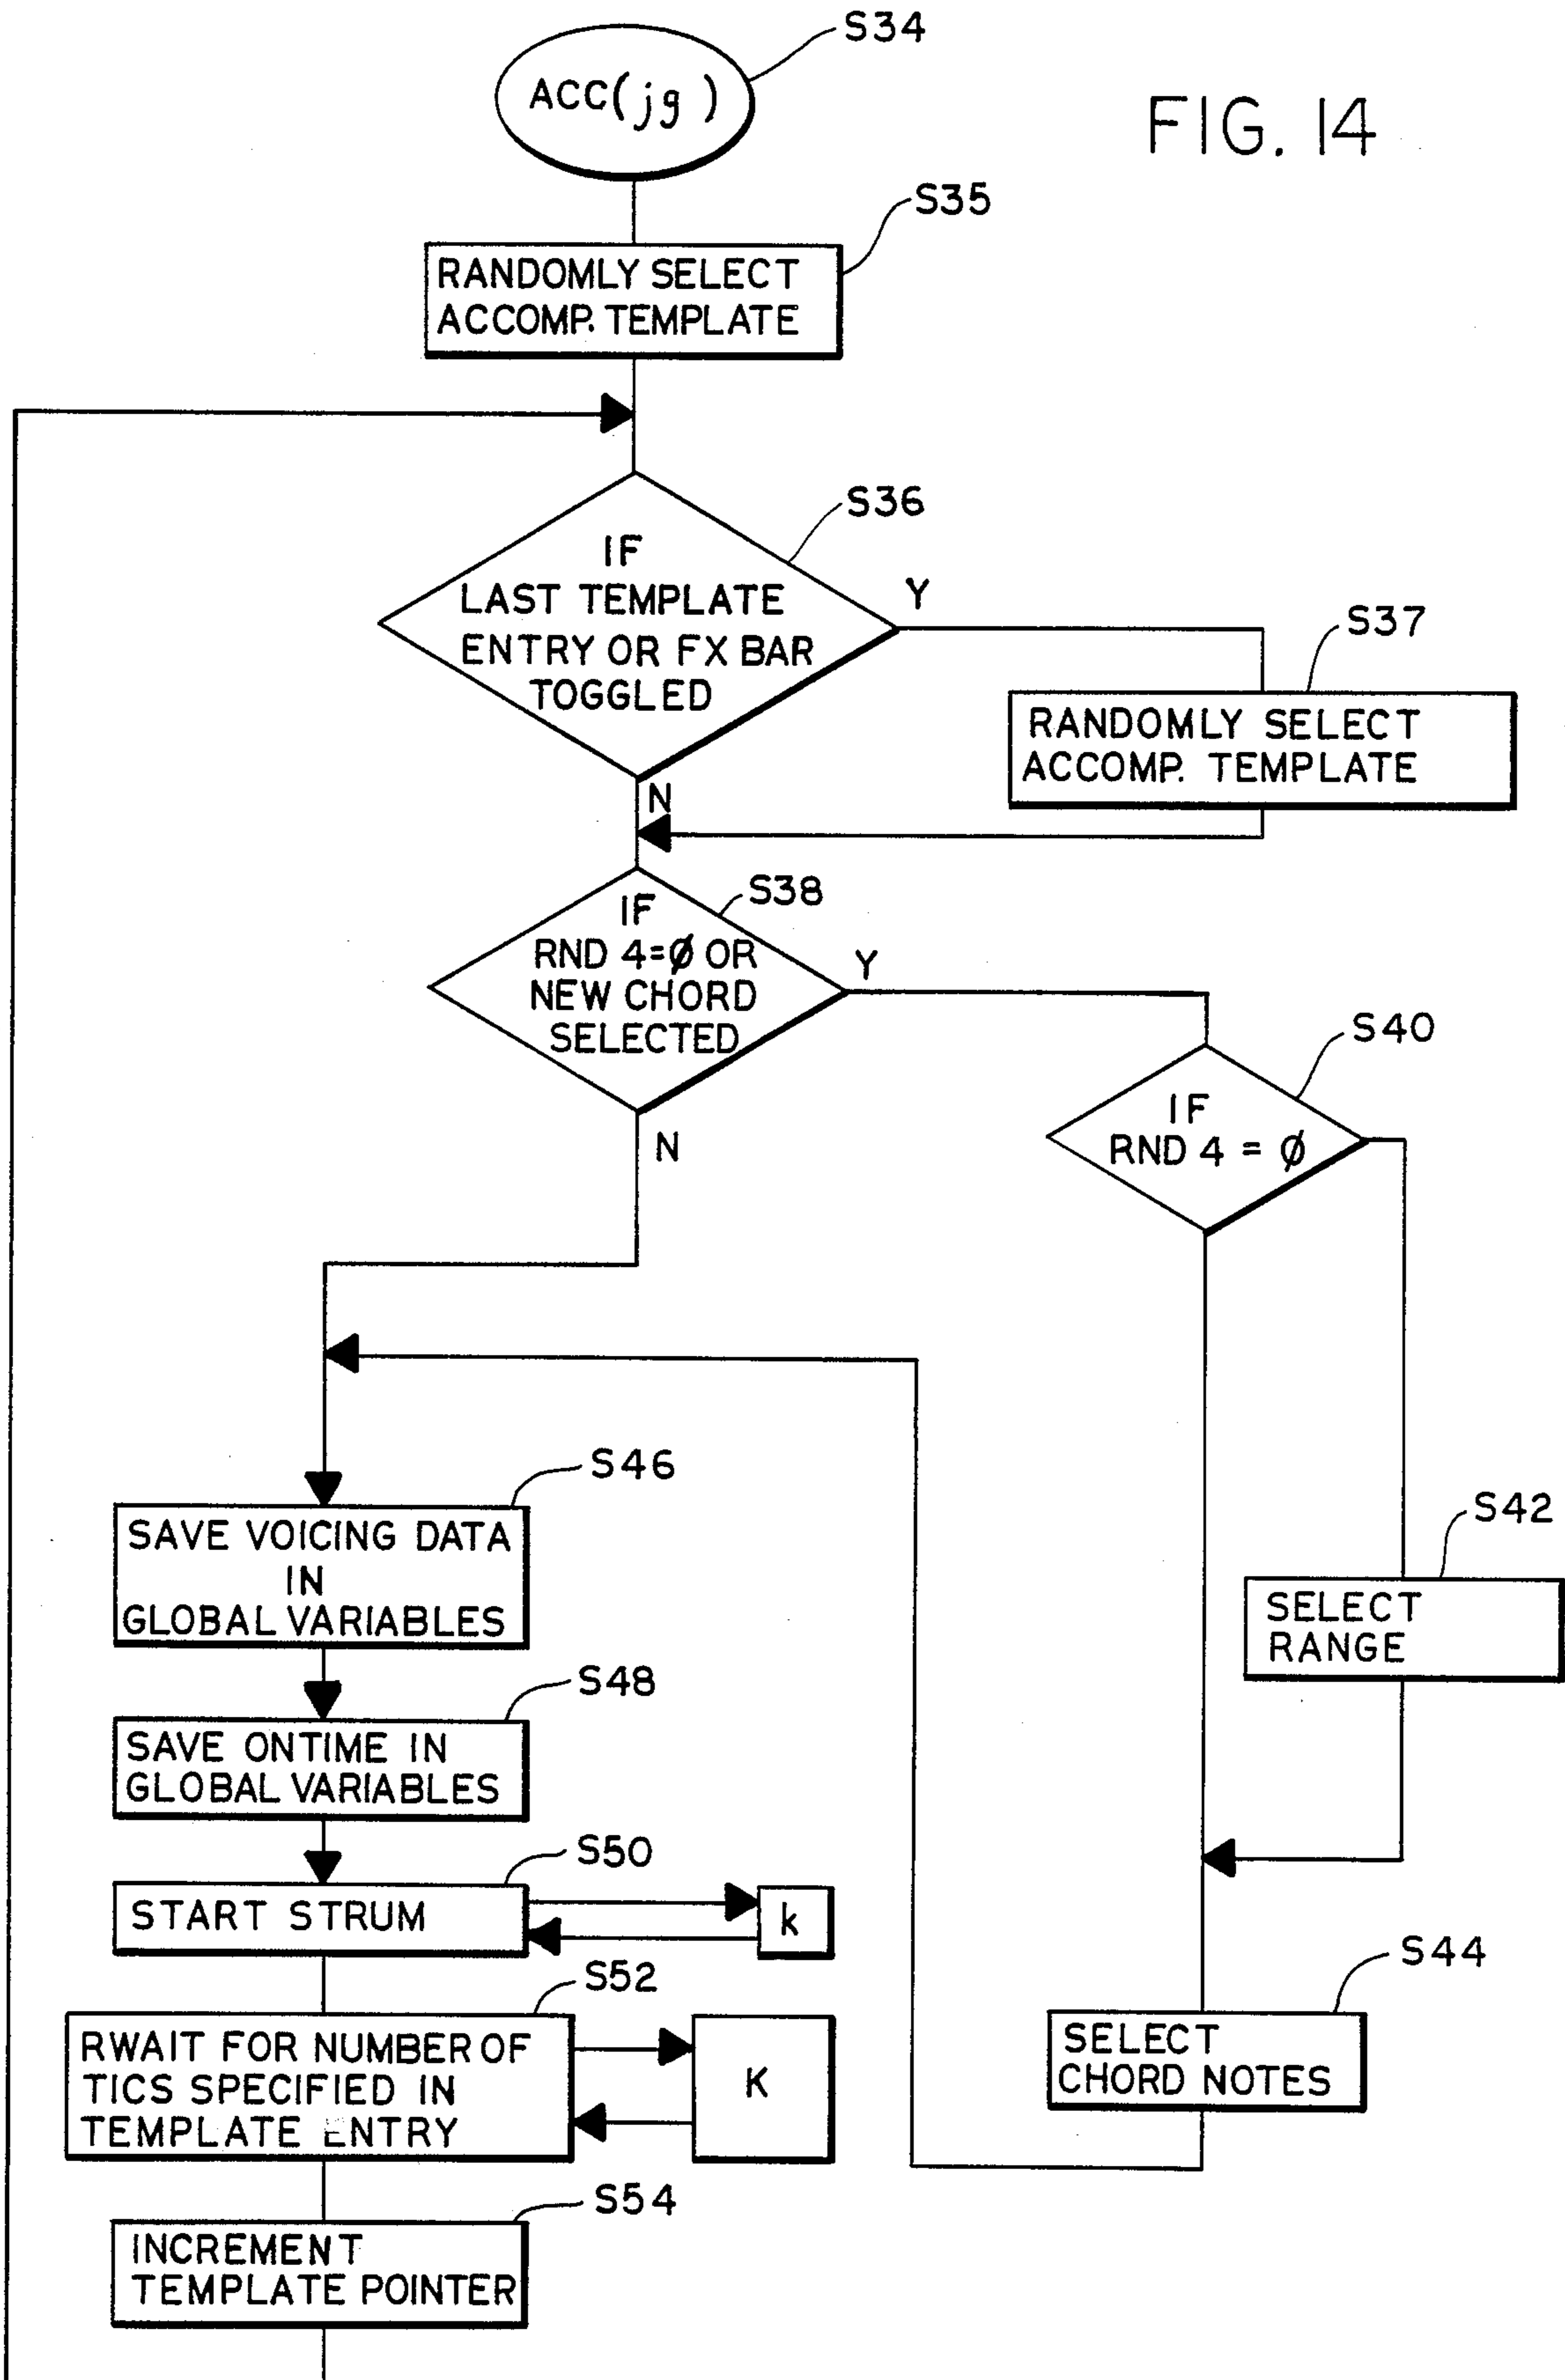 S34
ACC(jg)
FIG. 14
S35
RANDOMLY SELECT
ACCOMP. TEMPLATE
S36
IF
LAST TEMPLATE
ENTRY OR FX BAR
TOGGLED
Y
S37
RANDOMLY SELECT
ACCOMP. TEMPLATE
N
S38
IF
RND 4=Ø OR
NEW CHORD
SELECTED
Y
N
S40
IF
RND 4 = Ø
S42
SELECT
RANGE
S46
SAVE VOICING DATA
IN
GLOBAL VARIABLES
S48
SAVE ONTIME IN
GLOBAL VARIABLES
S50
START STRUM
k
S52
RWAIT FOR NUMBER OF
TICS SPECIFIED IN
TEMPLATE ENTRY
K
S44
SELECT
CHORD NOTES
S54
INCREMENT
TEMPLATE POINTER